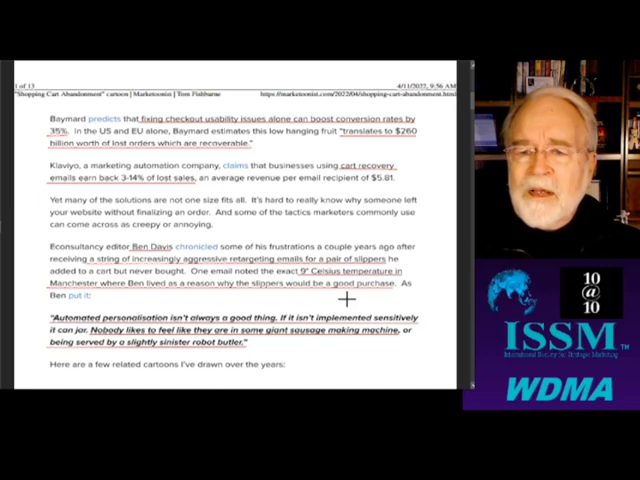 1 of 13
4/11/2022, 9:56 AM
"Shopping Cart Abandonment" cartoon | Marketoonist | Tom Fishburne
https://marketoonist.com/2022/04/shopping-cart-abandonment.html
Baymard predicts that fixing checkout usability issues alone can boost conversion rates by
35%. In the US and EU alone, Baymard estimates this low hanging fruit "translates to $260
billion worth of lost orders which are recoverable."
Klaviyo, a marketing automation company, claims that businesses using cart recovery
emails earn back 3-14% of lost sales, an average revenue per email recipient of $5.81.
Yet many of the solutions are not one size fits all. It's hard to really know why someone left
your website without finalizing an order. And some of the tactics marketers commonly use
can come across as creepy or annoying.
Econsultancy editor Ben Davis chronicled some of his frustrations a couple years ago after
receiving a string of increasingly aggressive retargeting emails for a pair of slippers he
added to a cart but never bought. One email noted the exact 9° Celsius temperature in
Manchester where Ben lived as a reason why the slippers would be a good purchase. As
Ben put it:
"Automated personalisation isn't always a good thing. If it isn't implemented sensitively
it can jar. Nobody likes to feel like they are in some giant sausage making machine, or
being served by a slightly sinister robot butler."
Here are a few related cartoons I've drawn over the years:
10
@
10
ISSM TM
International Society for Strategic Marketing
WDMA